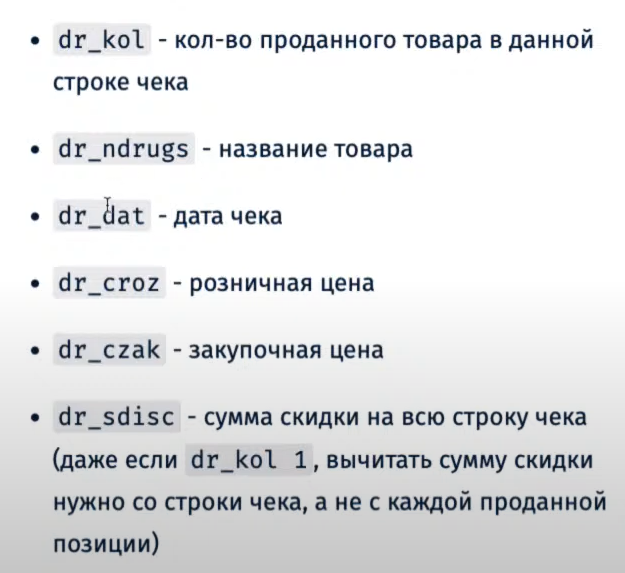 • dr_kol - кол-во проданного товара в данной
строке чека
• dr_ndrugs - название товара
• dr_dat - дата чека
• dr_croz - розничная цена
• dr_czak - закупочная цена
• dr_sdisc - сумма скидки на всю строку чека
(даже если dr_kol 1, вычитать сумму скидки
нужно со строки чека, а не с каждой проданной
позиции)